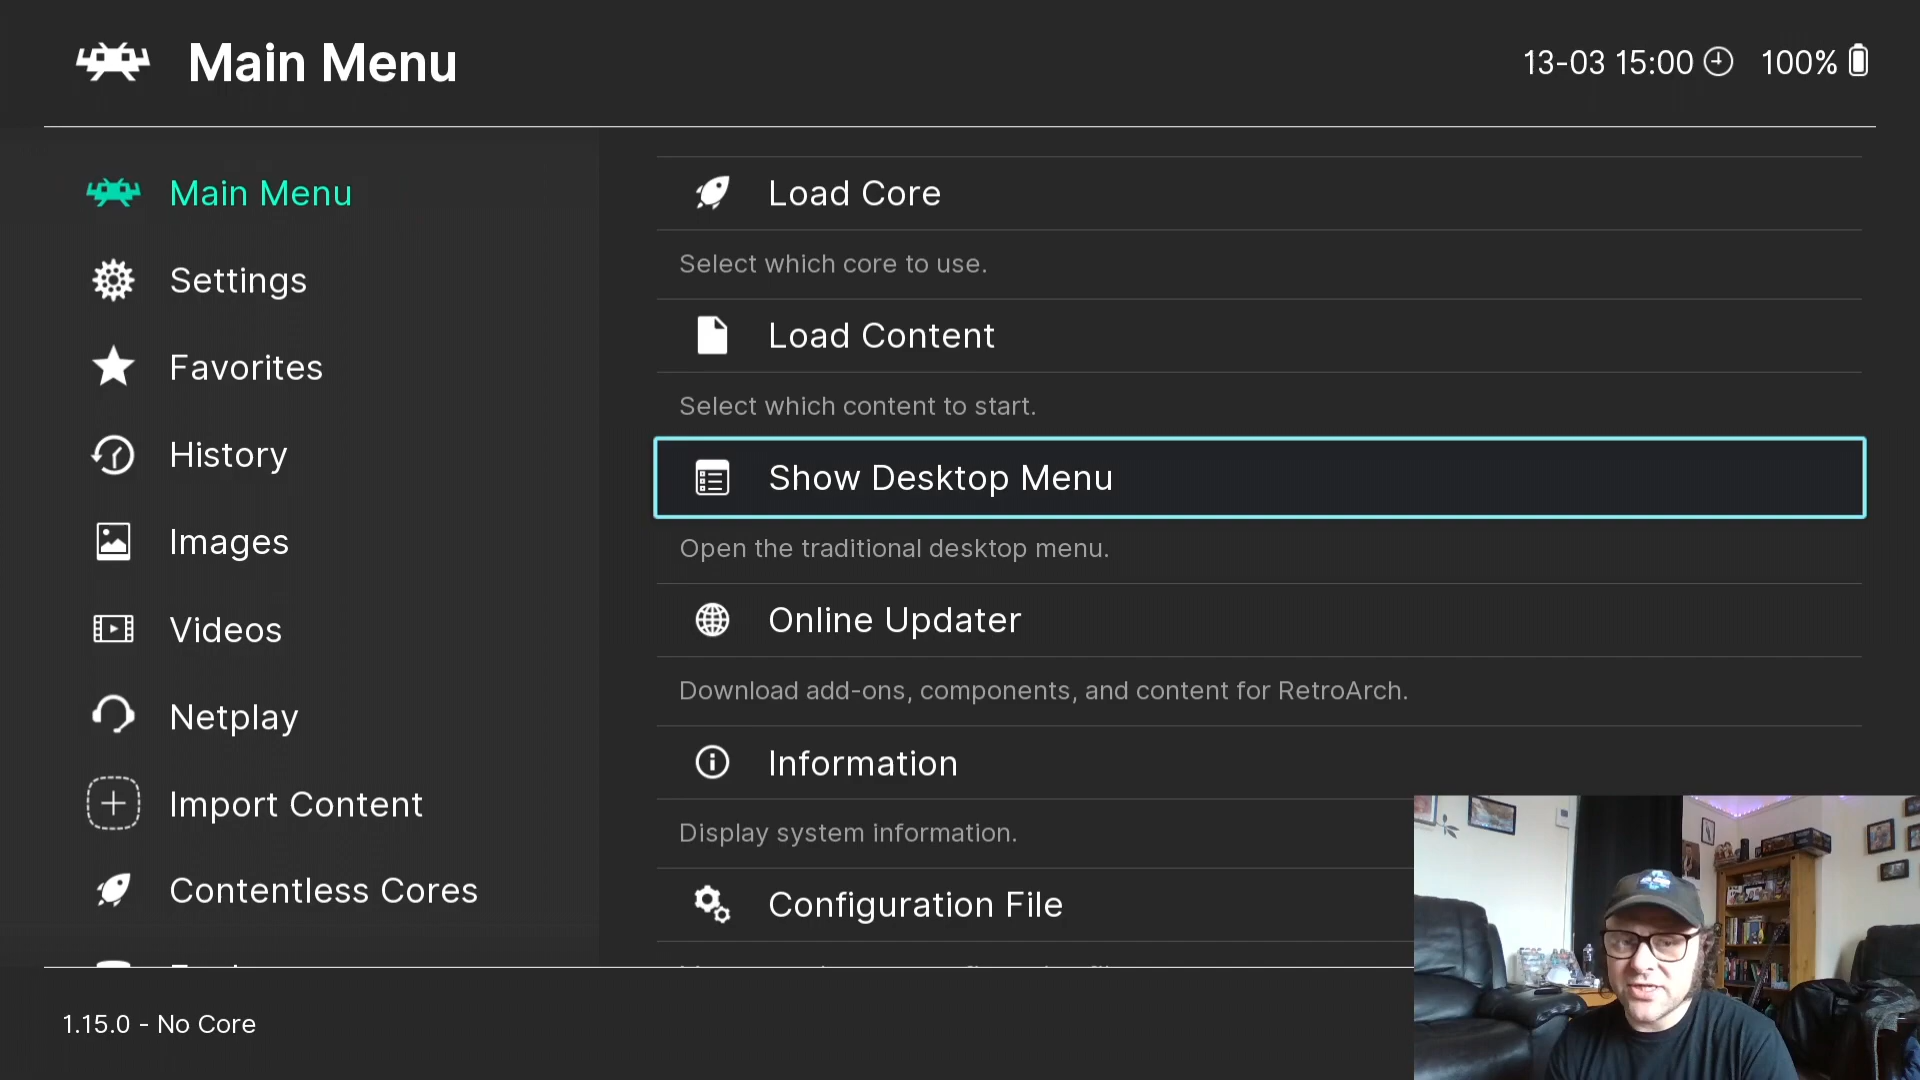 Main Menu
13-03 15:00 100%
Main Menu
Settings
Favorites
History
Images
Videos
Netplay
Import Content
Contentless Cores
Load Core
Select which core to use.
Load Content
Select which content to start.
Show Desktop Menu
Open the traditional desktop menu.
Online Updater
Download add-ons, components, and content for RetroArch.
Information
Display system information.
Configuration File
1.15.0 - No Core